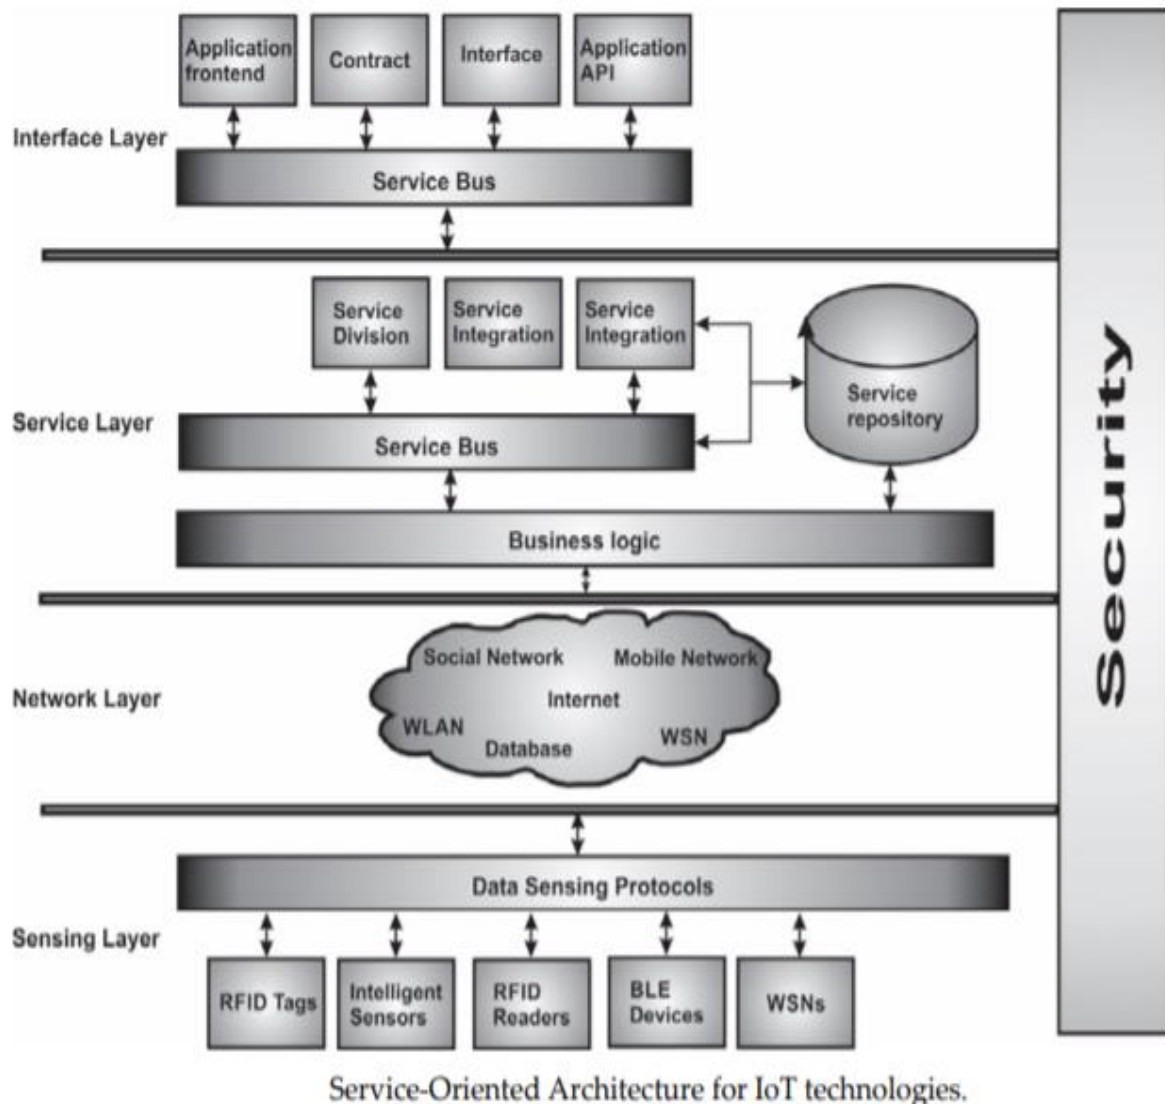 Application
frontend
Contract
Interface
Application
API
Interface Layer
Service Bus
Service
Division
Service
Integration
Service
Integration
Service
repository
Service Layer
Service Bus
Business logic
Social Network
Mobile Network
Network Layer
Internet
WLAN
Database
WSN
Data Sensing Protocols
Sensing Layer
RFID Tags
Intelligent
Sensors
RFID
Readers
BLE
Devices
WSNs
Security
Service-Oriented Architecture for IoT technologies.